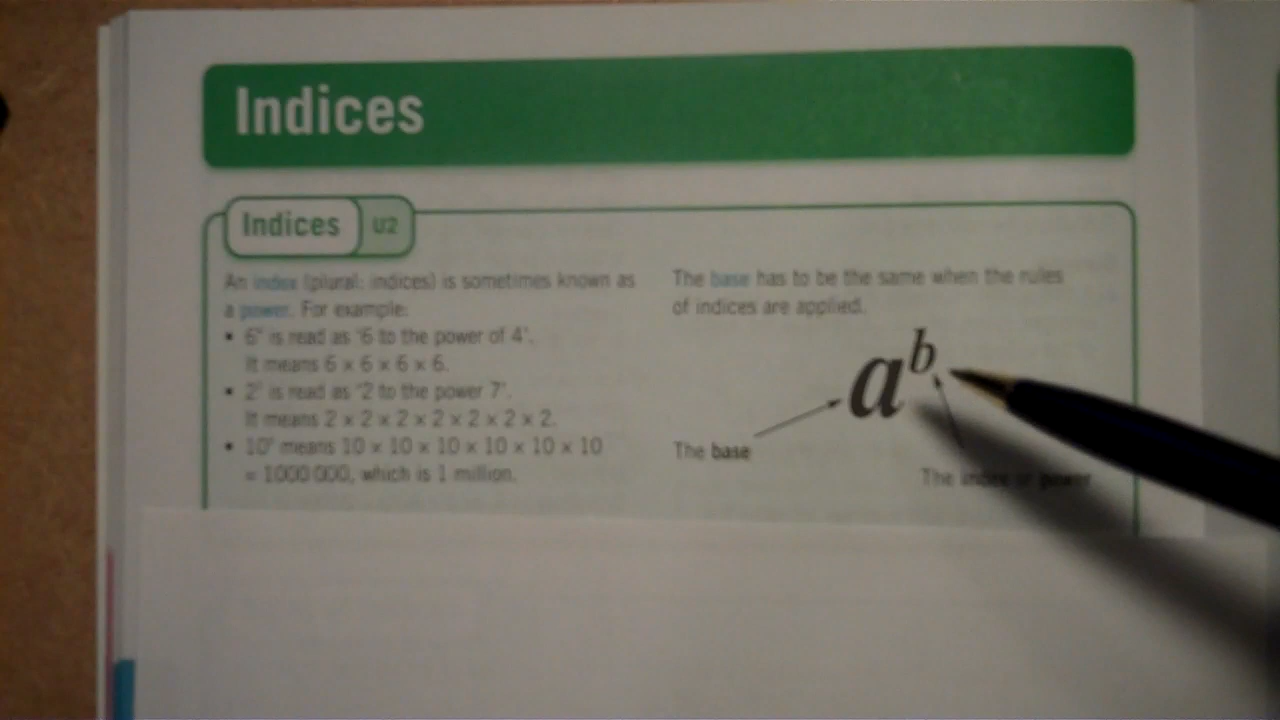 Indices
Indices U2
An index (plural: indices) is sometimes known as
a power. For example:
• 6⁴ is read as '6 to the power of 4'.
It means 6 × 6 × 6 × 6.
• 2⁷ is read as '2 to the power 7'.
It means 2 × 2 × 2 × 2 × 2 × 2 × 2.
• 10⁶ means 10 × 10 × 10 × 10 × 10 × 10
= 1000 000, which is 1 million.
The base has to be the same when the rules
of indices are applied.
aᵇ
The base
The index or power